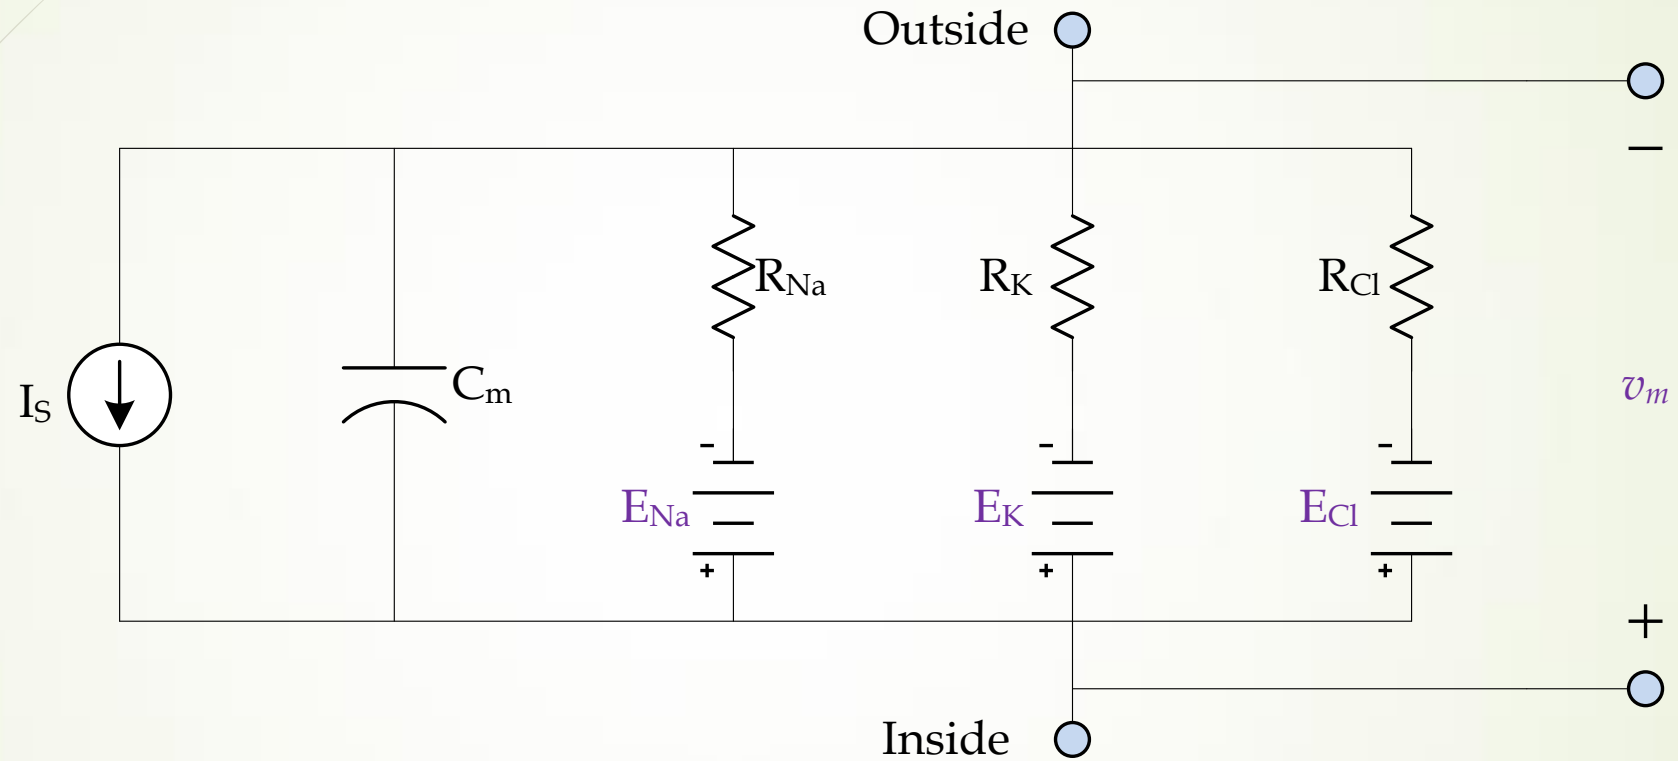 Outside
−
R_Na
R_K
R_Cl
I_S
C_m
v_m
-
-
-
E_Na
E_K
E_Cl
+
+
+
+
Inside